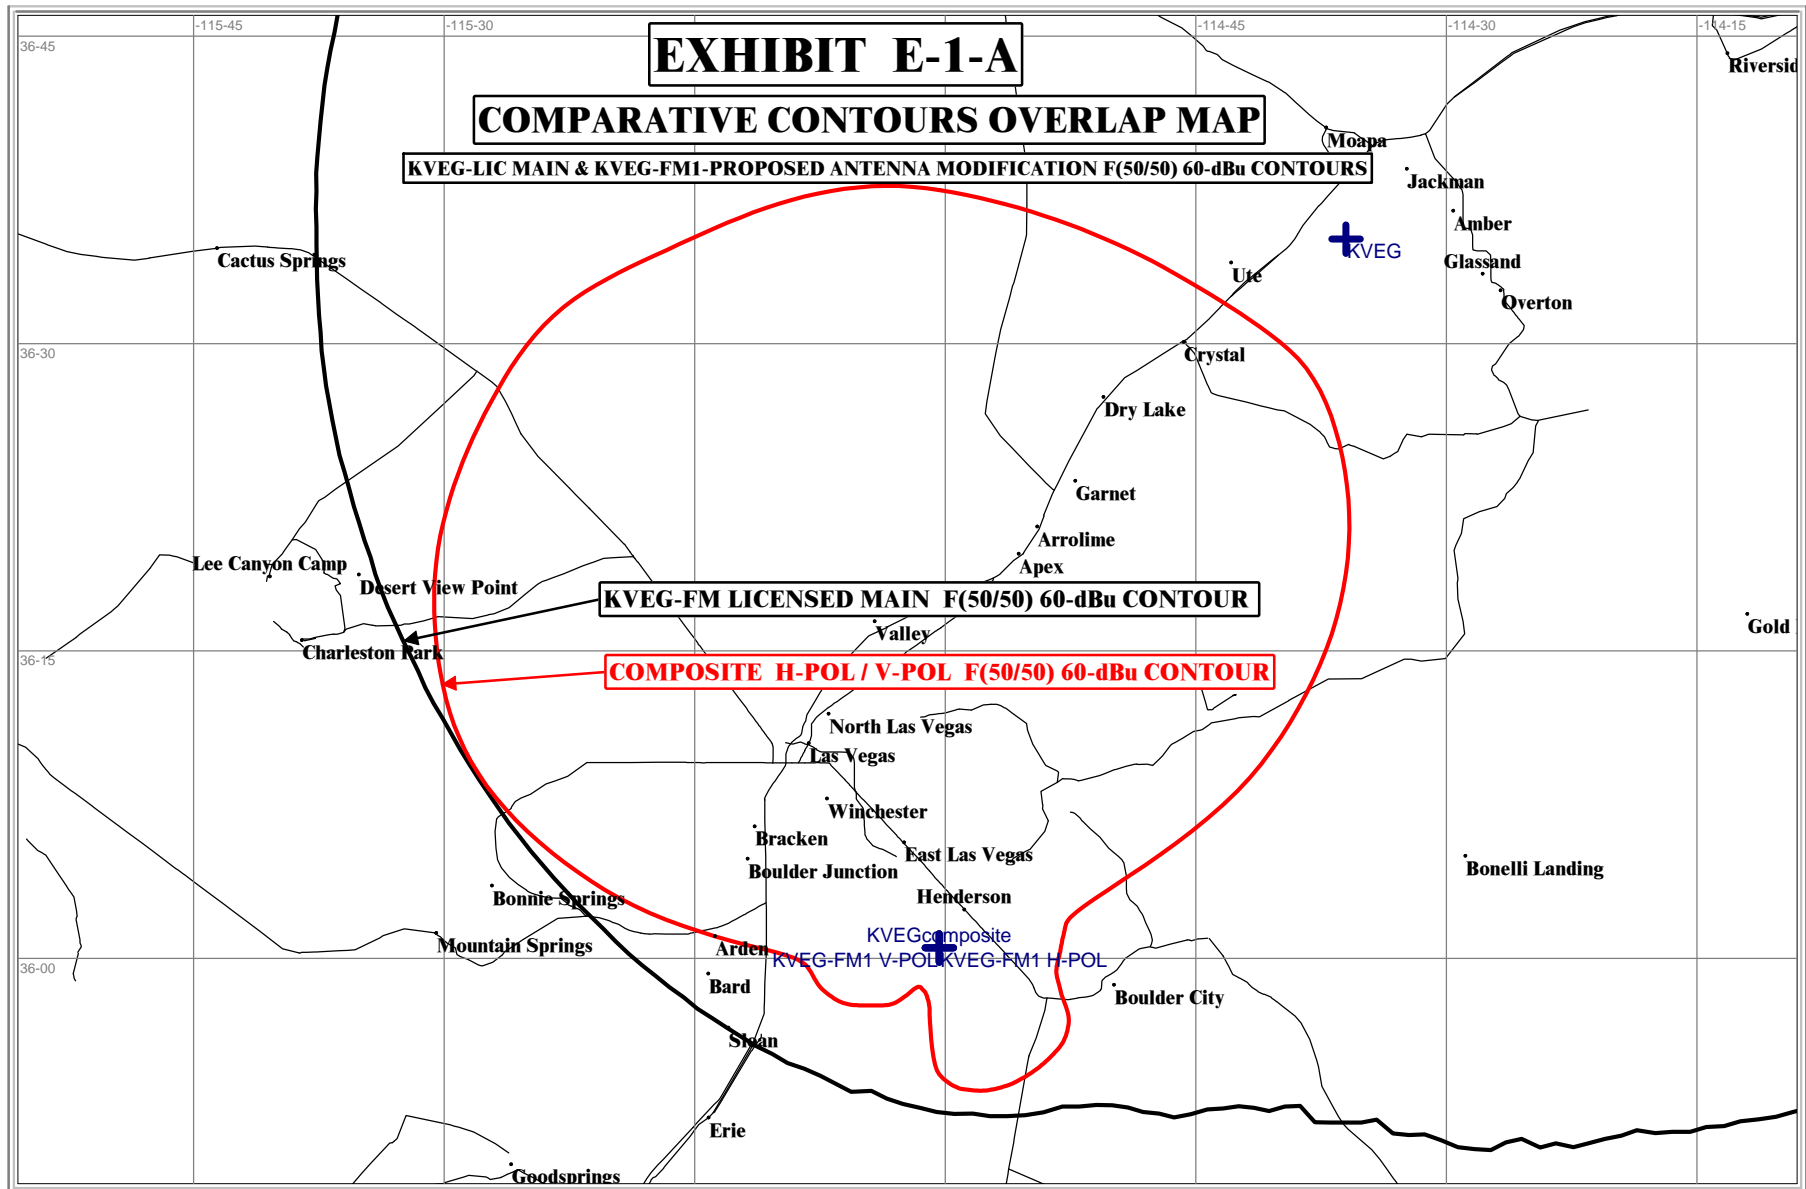 -115-45
-115-30
-114-45
-114-30
-114-15
36-45
EXHIBIT E-1-A
Riversid
COMPARATIVE CONTOURS OVERLAP MAP
Moapa
KVEG-LIC MAIN & KVEG-FM1-PROPOSED ANTENNA MODIFICATION F(50/50) 60-dBu CONTOURS
Jackman
Amber
KVEG
Cactus Springs
Glassand
Ute
Overton
36-30
Crystal
Dry Lake
Garnet
Arrolime
Lee Canyon Camp
Apex
Desert View Point
KVEG-FM LICENSED MAIN F(50/50) 60-dBu CONTOUR
Gold
Valley
Charleston Park
36-15
COMPOSITE H-POL / V-POL F(50/50) 60-dBu CONTOUR
North Las Vegas
Las Vegas
Winchester
Bracken
East Las Vegas
Boulder Junction
Bonelli Landing
Bonnie Springs
Henderson
KVEGcomposite
Mountain Springs
Arden
KVEG-FM1 V-POL
KVEG-FM1 H-POL
36-00
Bard
Boulder City
Sloan
Erie
Goodsprings